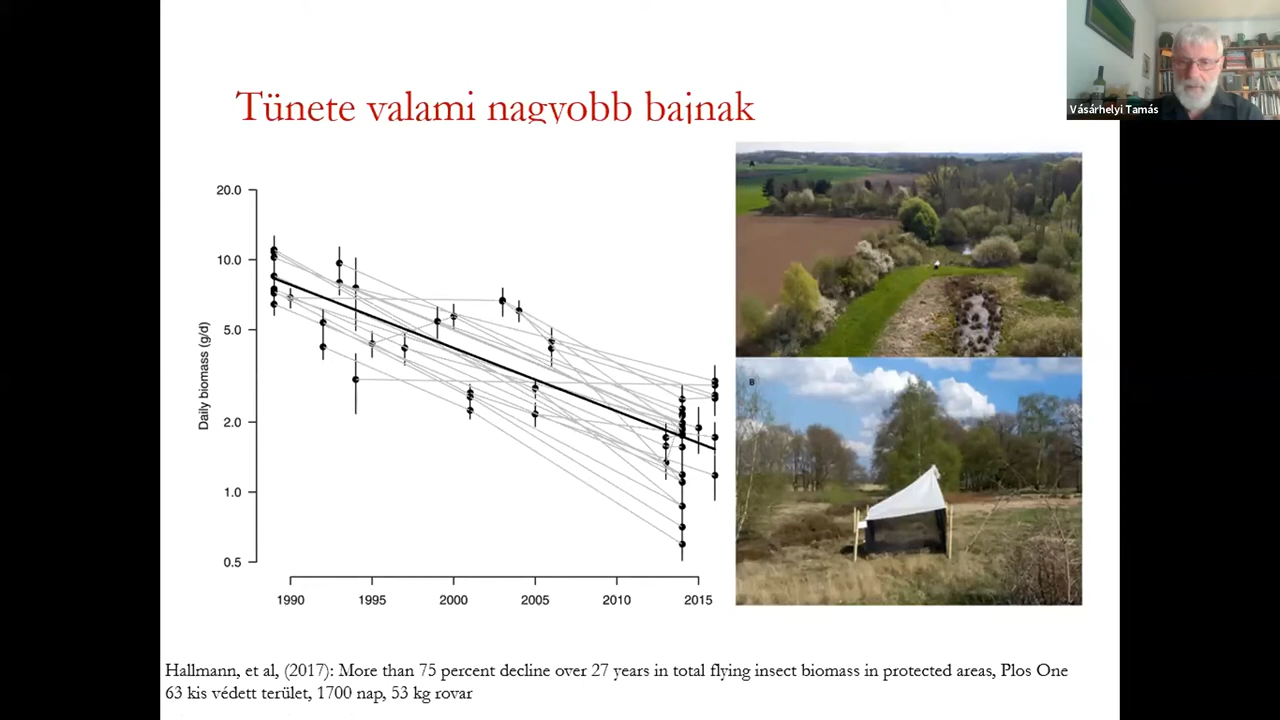 Vásárhelyi Tamás
Tünete valami nagyobb bajnak
20.0
10.0
5.0
2.0
1.0
0.5
Daily biomass (g/d)
1990
1995
2000
2005
2010
2015
A
B
Hallmann, et al, (2017): More than 75 percent decline over 27 years in total flying insect biomass in protected areas, Plos One
63 kis védett terület, 1700 nap, 53 kg rovar